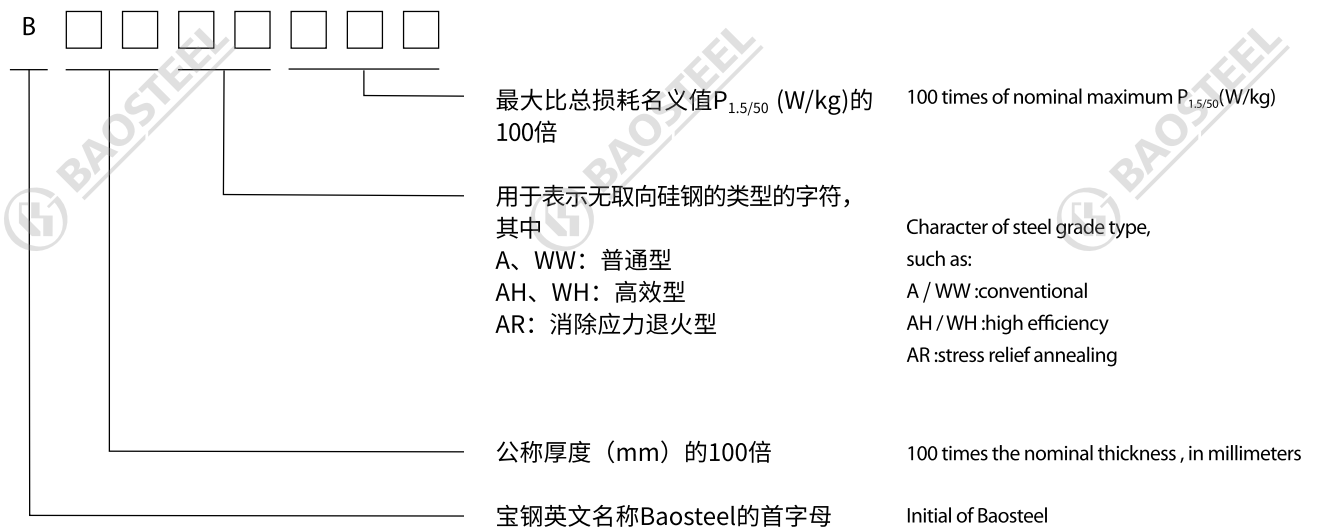 B □ □ □ □ □ □ □
最大比总损耗名义值P1.5/50 (W/kg)的
100倍
100 times of nominal maximum P1.5/50(W/kg)
用于表示无取向硅钢的类型的字符，
其中
A、WW：普通型
AH、WH：高效型
AR：消除应力退火型
Character of steel grade type,
such as:
A / WW :conventional
AH / WH :high efficiency
AR :stress relief annealing
公称厚度（mm）的100倍
100 times the nominal thickness , in millimeters
宝钢英文名称Baosteel的首字母
Initial of Baosteel
BAOSTEEL
BAOSTEEL
BAOSTEEL